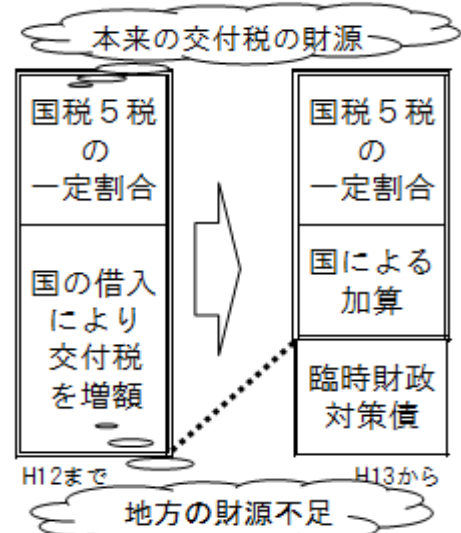 本来の交付税の財源
国税５税
の
一定割合
国の借入
により
交付税
を増額
H12まで
国税５税
の
一定割合
国による
加算
臨時財政
対策債
H13から
地方の財源不足